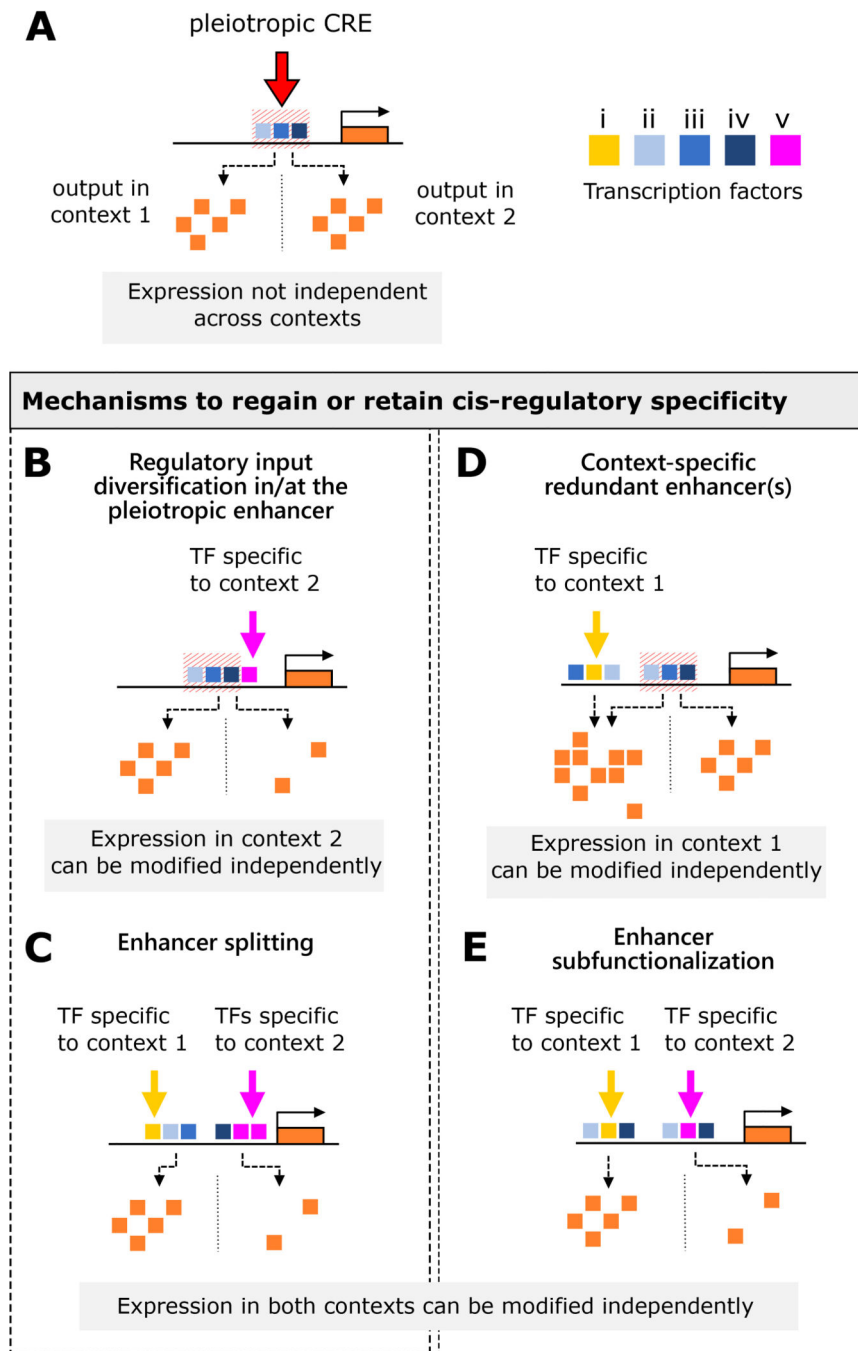 A
pleiotropic CRE
i ii iii iv v
Transcription factors
output in
context 1
output in
context 2
Expression not independent
across contexts
Mechanisms to regain or retain cis-regulatory specificity
B
Regulatory input
diversification in/at the
pleiotropic enhancer
TF specific
to context 2
Expression in context 2
can be modified independently
D
Context-specific
redundant enhancer(s)
TF specific
to context 1
Expression in context 1
can be modified independently
C
Enhancer splitting
TF specific
to context 1
TFs specific
to context 2
E
Enhancer
subfunctionalization
TF specific
to context 1
TF specific
to context 2
Expression in both contexts can be modified independently